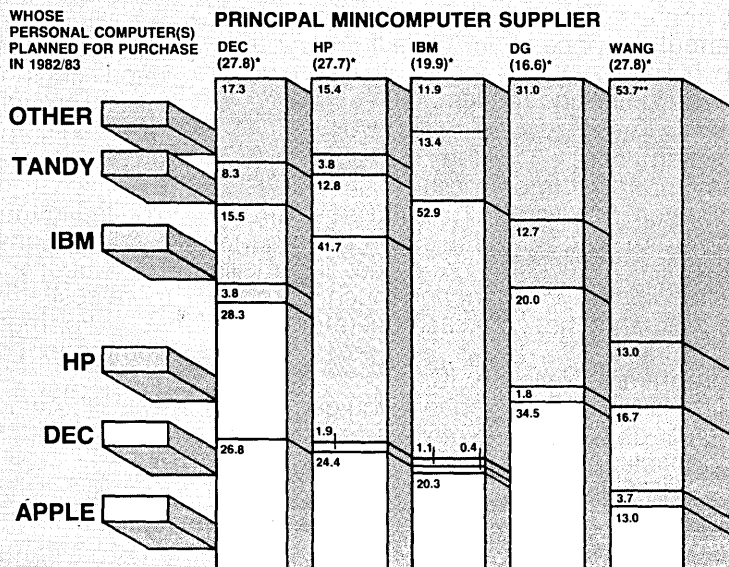 WHOSE
PERSONAL COMPUTER(S)
PLANNED FOR PURCHASE
IN 1982/83
PRINCIPAL MINICOMPUTER SUPPLIER
DEC HP IBM DG WANG
(27.8)* (27.7)* (19.9)* (16.6)* (27.8)*
17.3 15.4 11.9 31.0 53.7**
OTHER
13.4
TANDY
8.3 3.8
12.8
15.5 52.9
12.7
IBM
41.7
3.8 20.0
28.3
13.0
HP
1.8
34.5 16.7
DEC
26.8 1.9 1.1 0.4
24.4 20.3
3.7
APPLE
13.0